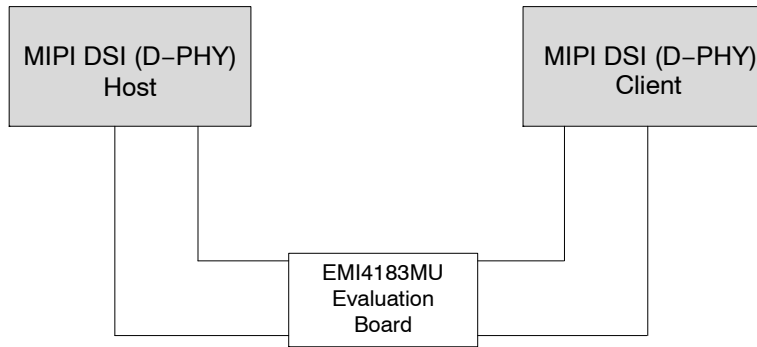 MIPI DSI (D−PHY)
Host
MIPI DSI (D−PHY)
Client
EMI4183MU
Evaluation
Board